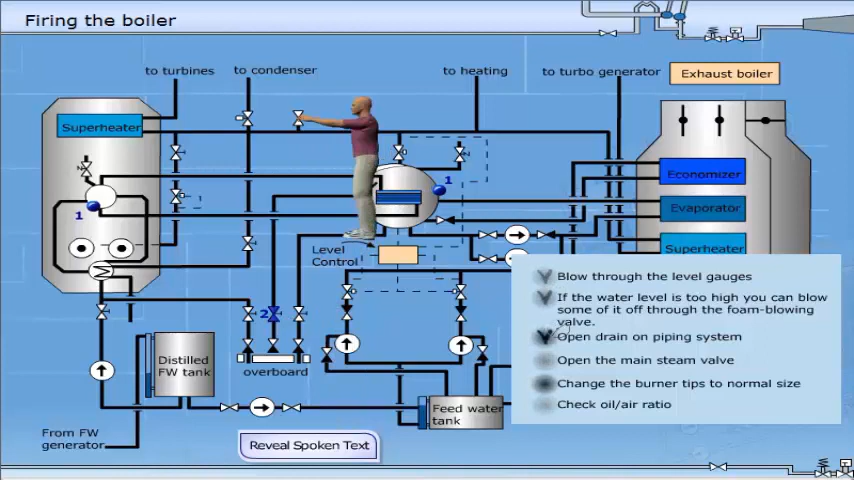 Firing the boiler
to turbines
to condenser
to heating
to turbo generator
Exhaust boiler
Superheater
Economizer
1
1
Evaporator
Superheater
Level
Control
Blow through the level gauges
If the water level is too high you can blow
some of it off through the foam-blowing
valve.
Open drain on piping system
Open the main steam valve
Change the burner tips to normal size
Check oil/air ratio
2
Distilled
FW tank
overboard
Feed water
tank
From FW
generator
Reveal Spoken Text